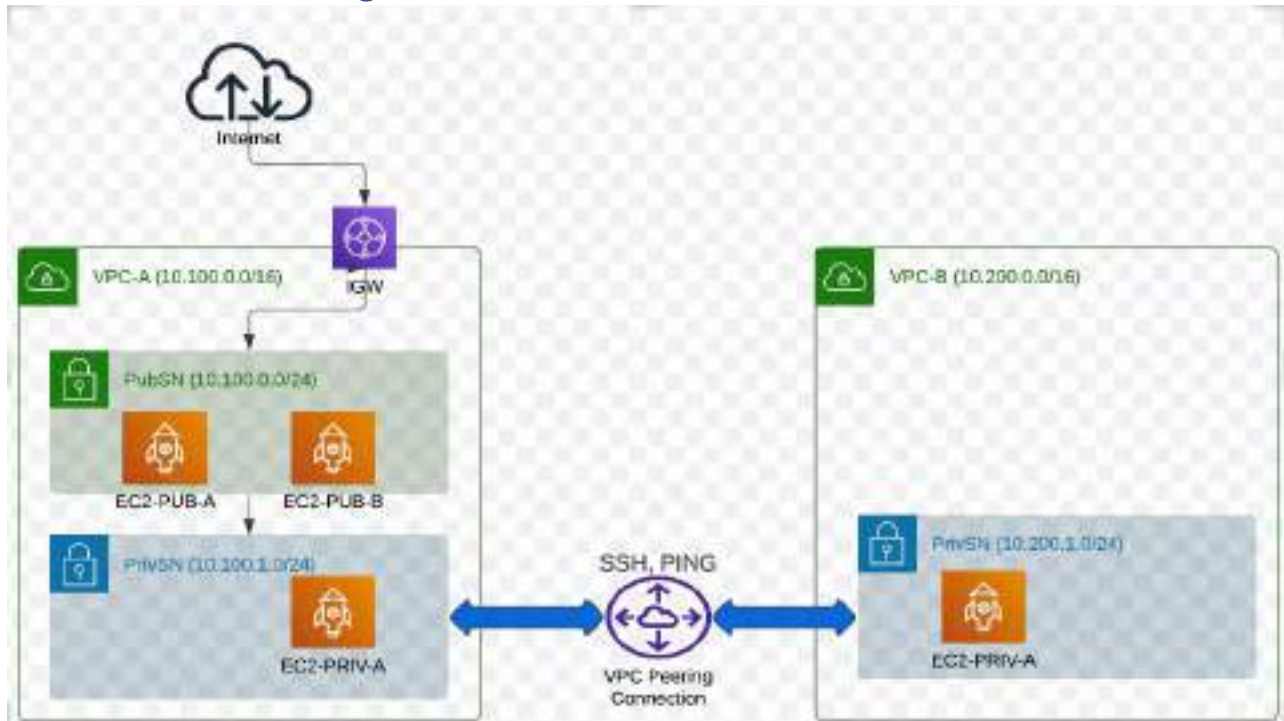 Internet
IGW
VPC-A (10.100.0.0/16)
PubSN (10.100.0.0/24)
EC2-PUB-A
EC2-PUB-B
PrivSN (10.100.1.0/24)
EC2-PRIV-A
SSH, PING
VPC Peering
Connection
VPC-B (10.200.0.0/16)
PrivSN (10.200.1.0/24)
EC2-PRIV-A